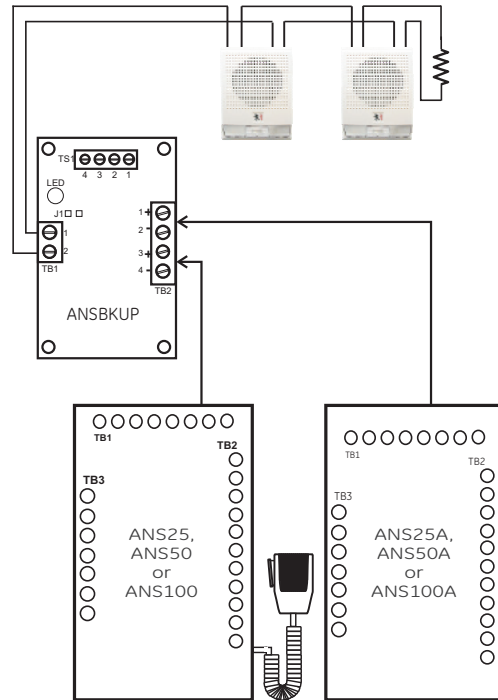 TS1
4 3 2 1
LED
J1
1
2
TB1
1+
2-
3+
4-
TB2
ANSBKUP
TB1
TB2
TB3
ANS25,
ANS50
or
ANS100
TB1
TB2
TB3
ANS25A,
ANS50A
or
ANS100A